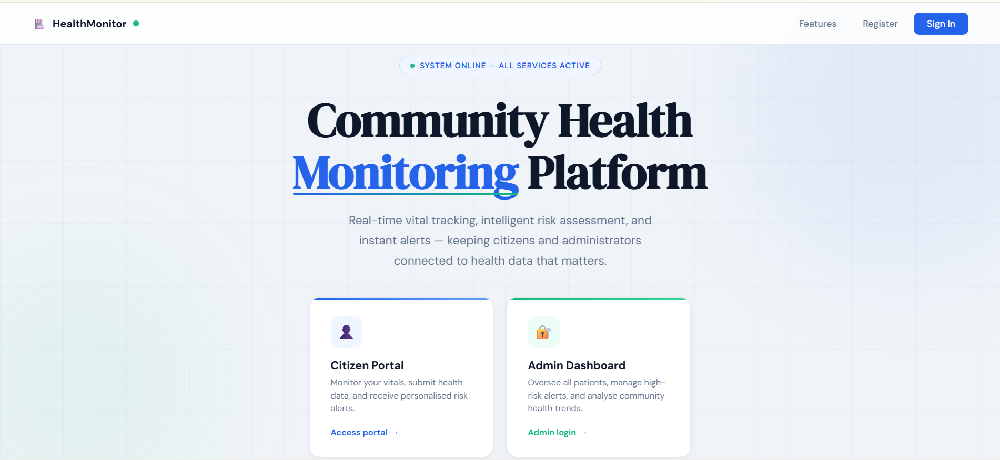 HealthMonitor
Features
Register
Sign In
SYSTEM ONLINE — ALL SERVICES ACTIVE
Community Health
Monitoring Platform
Real-time vital tracking, intelligent risk assessment, and
instant alerts — keeping citizens and administrators
connected to health data that matters.
Citizen Portal
Monitor your vitals, submit health
data, and receive personalised risk
alerts.
Access portal →
Admin Dashboard
Oversee all patients, manage high-
risk alerts, and analyse community
health trends.
Admin login →